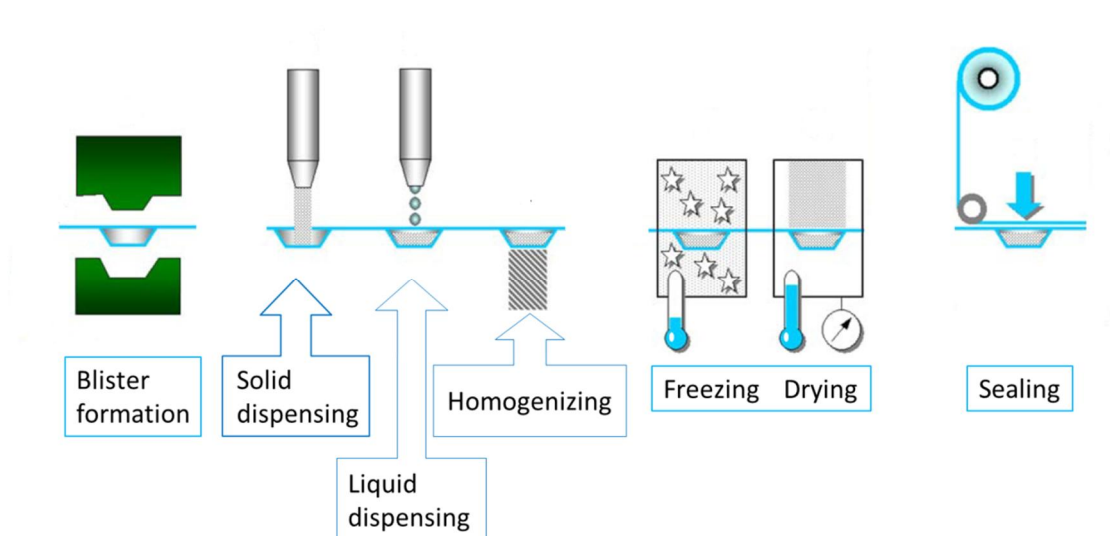 Blister
formation
Solid
dispensing
Liquid
dispensing
Homogenizing
Freezing Drying
Sealing